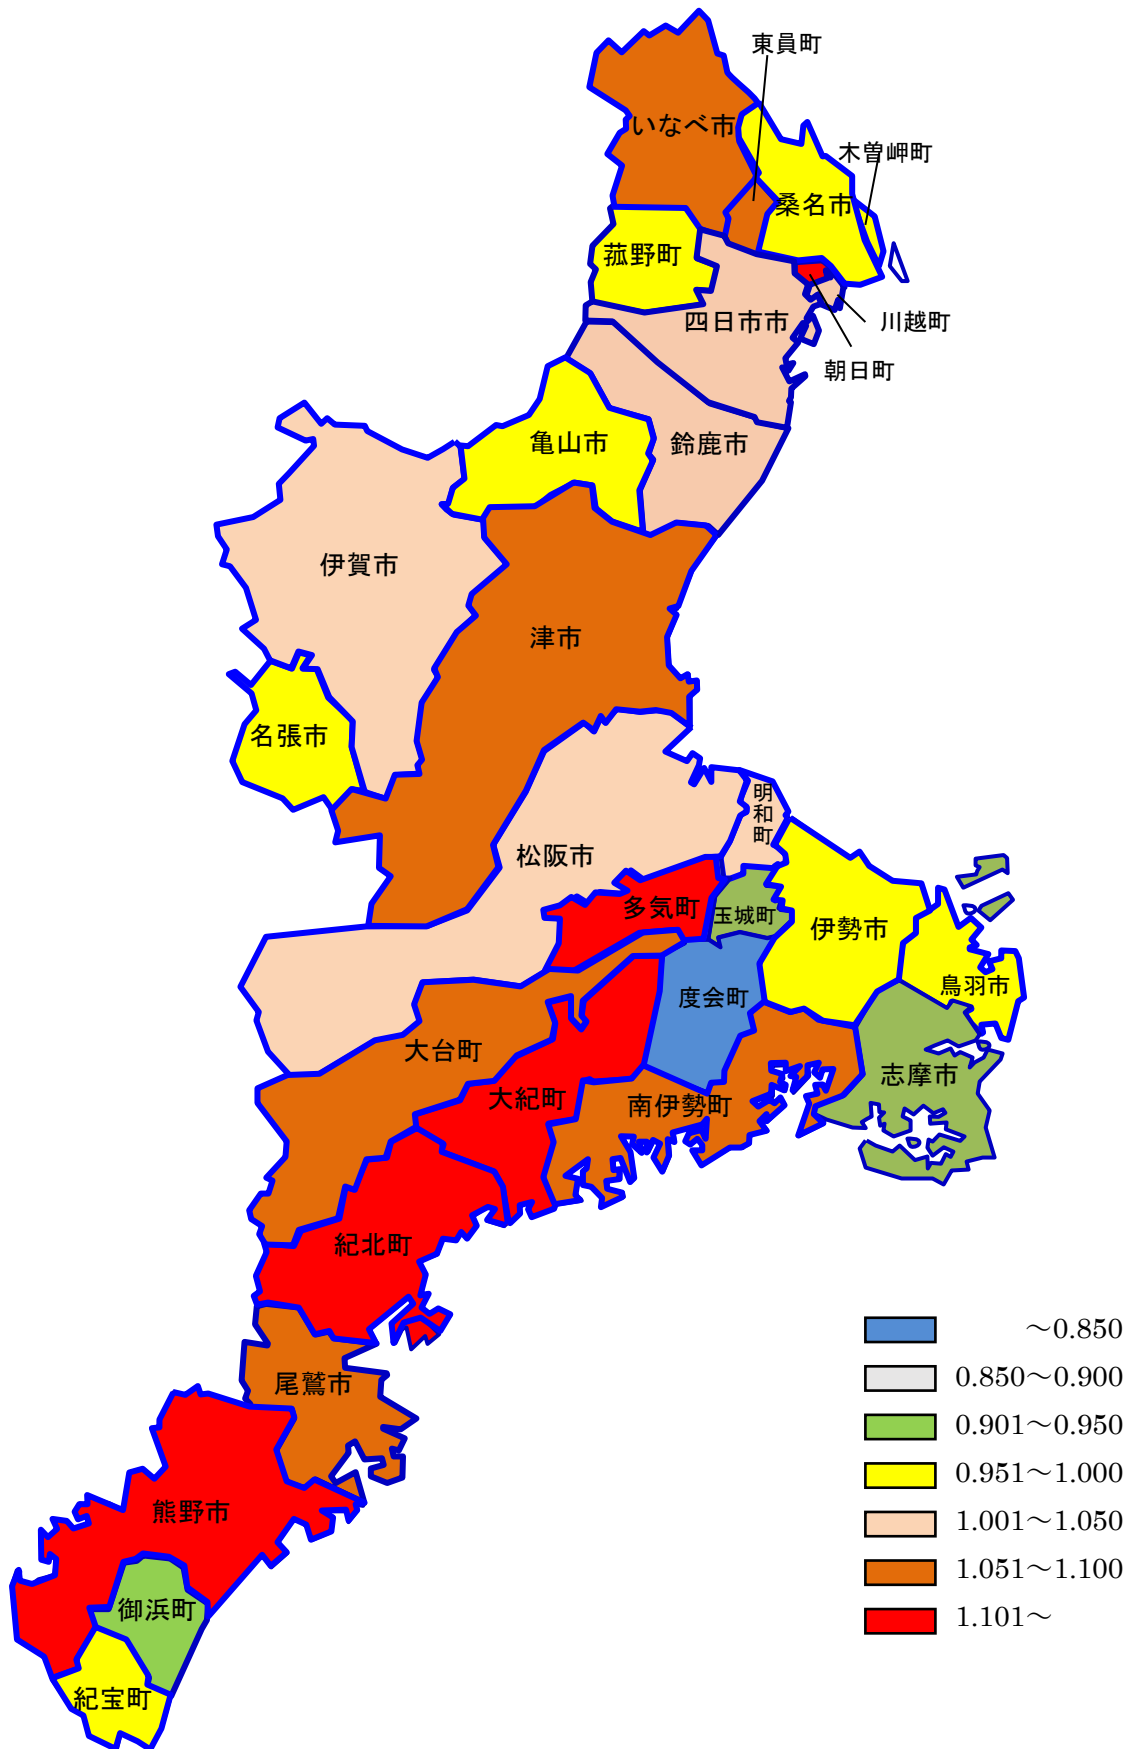 東員町
いなべ市
木曽岬町
桑名市
菰野町
四日市市
川越町
朝日町
亀山市
鈴鹿市
伊賀市
津市
名張市
明和町
松阪市
多気町
玉城町
伊勢市
鳥羽市
度会町
大台町
志摩市
大紀町
南伊勢町
紀北町
尾鷲市
熊野市
御浜町
紀宝町
～0.850
0.850～0.900
0.901～0.950
0.951～1.000
1.001～1.050
1.051～1.100
1.101～